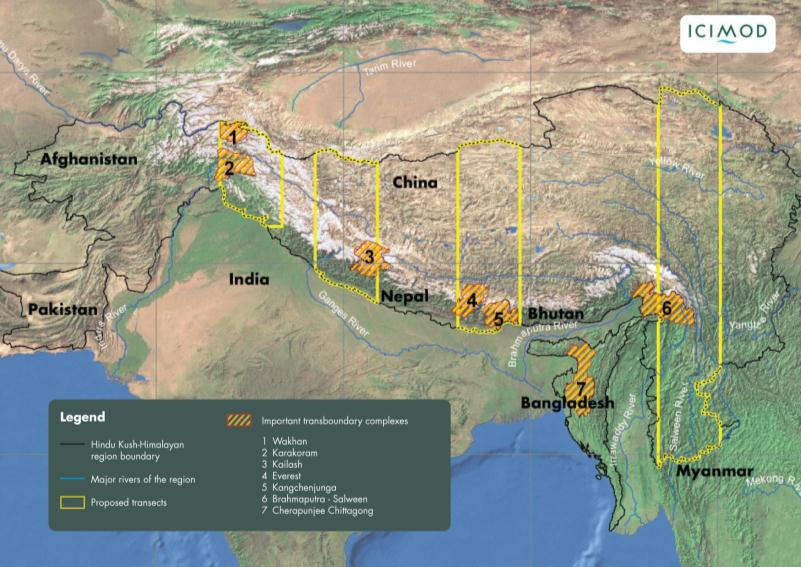 ICIMOD
Tarim River
Afghanistan
1
2
China
Yellow River
India
3
Nepal
Pakistan
Ganges River
4
5
Bhutan
6
Brahmaputra River
Yangtze River
7
Bangladesh
Irrawaddy River
Salween River
Myanmar
Mekong
Legend
Hindu Kush-Himalayan
region boundary
Major rivers of the region
Proposed transects
Important transboundary complexes
1 Wakhan
2 Karakoram
3 Kailash
4 Everest
5 Kangchenjunga
6 Brahmaputra - Salween
7 Cherapunjee Chittagong